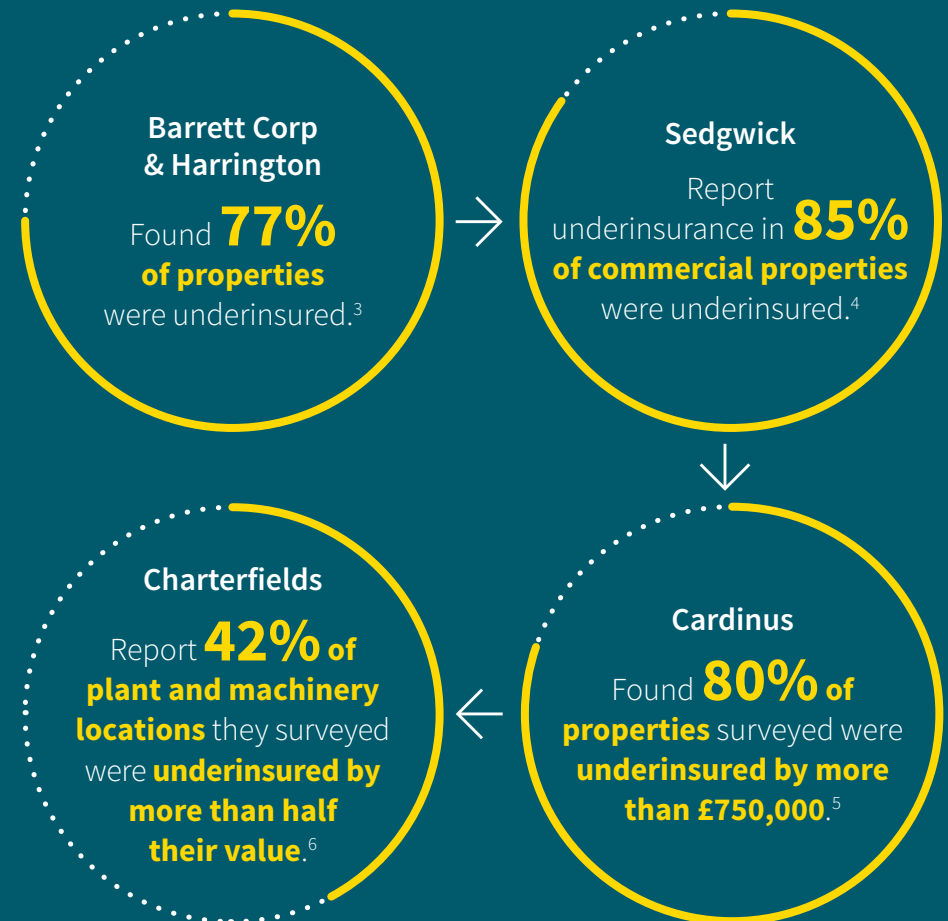 Barrett Corp
& Harrington
Found 77%
of properties
were underinsured.3
Sedgwick
Report
underinsurance in 85%
of commercial properties
were underinsured.4
Cardinus
Found 80% of
properties surveyed were
underinsured by more
than £750,000.5
Charterfields
Report 42% of
plant and machinery
locations they surveyed
were underinsured by
more than half
their value.6